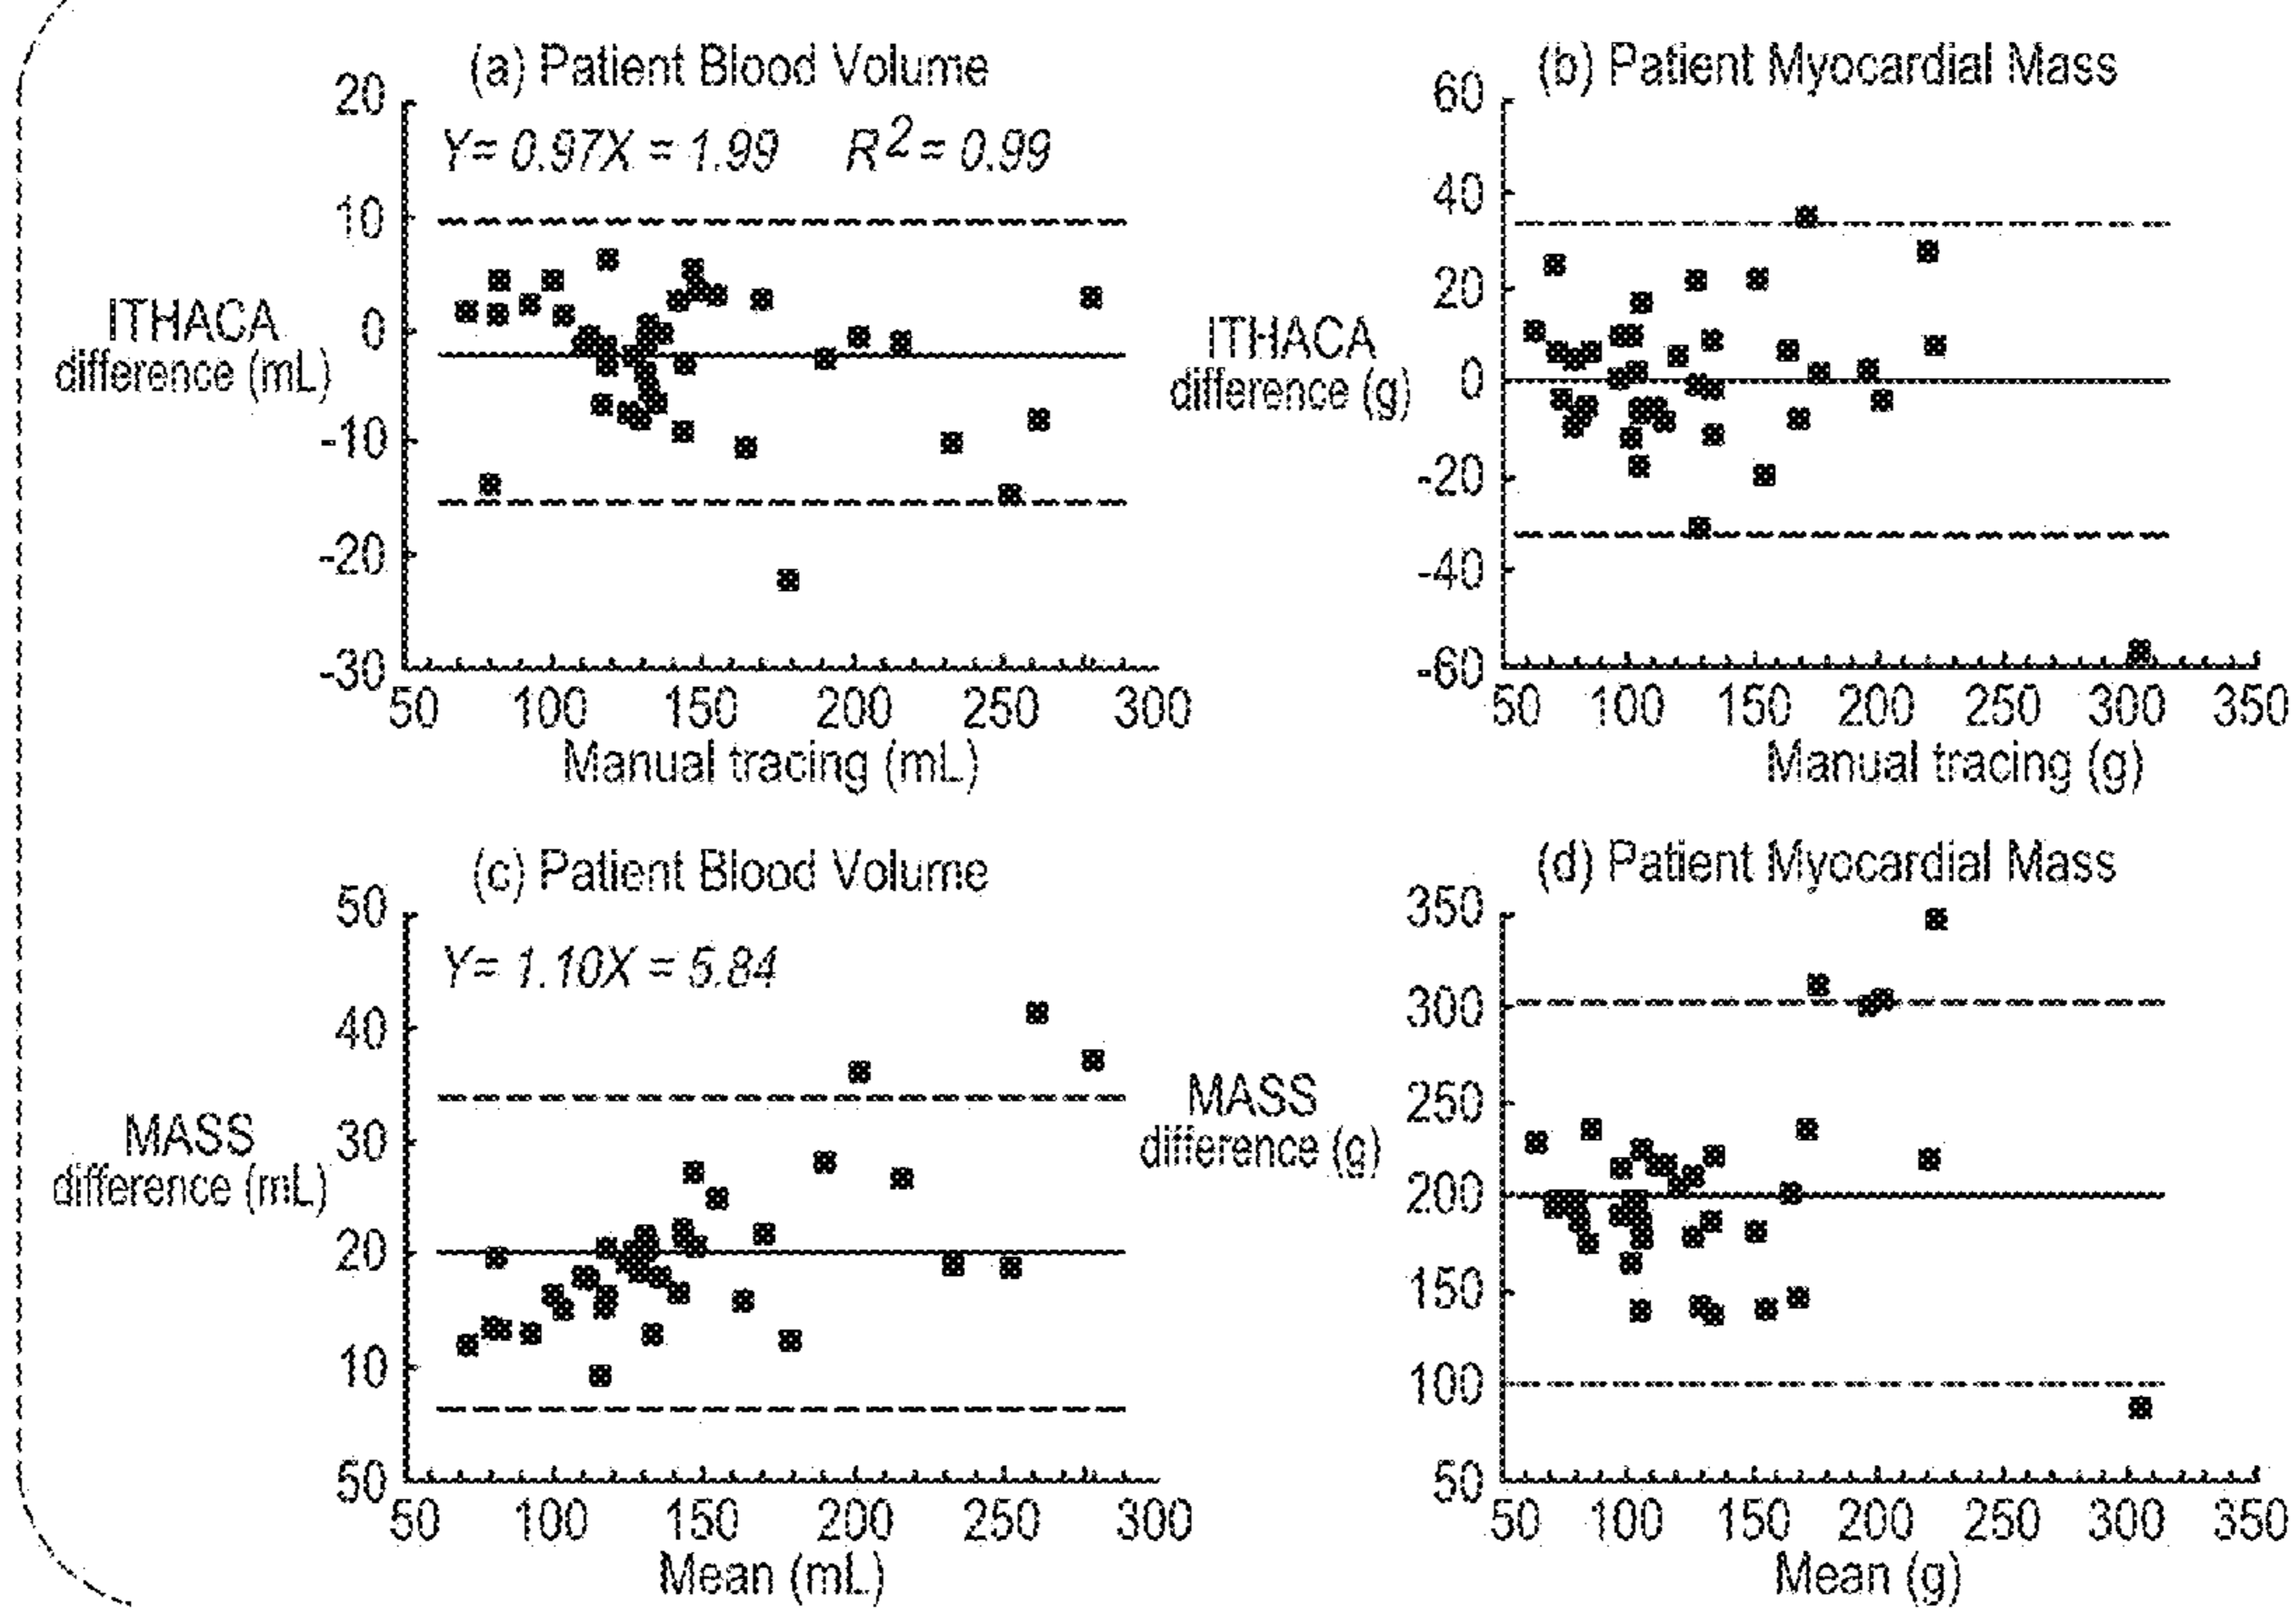 (a) Patient Blood Volume
Y= 0.97X = 1.99 R2= 0.99
20
10
0
-10
-20
-30
ITHACA
difference (mL)
50 100 150 200 250 300
Manual tracing (mL)
(b) Patient Myocardial Mass
60
40
20
0
-20
-40
-60
ITHACA
difference (g)
50 100 150 200 250 300 350
Manual tracing (g)
(c) Patient Blood Volume
Y= 1.10X = 5.84
50
40
30
20
10
50
MASS
difference (mL)
50 100 150 200 250 300
Mean (mL)
(d) Patient Myocardial Mass
350
300
250
200
150
100
50
MASS
difference (g)
50 100 150 200 250 300 350
Mean (g)